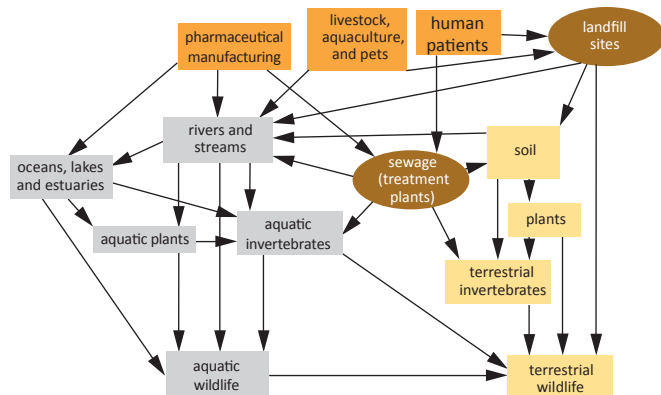 pharmaceutical
manufacturing
livestock,
aquaculture,
and pets
human
patients
landfill
sites
rivers and
streams
oceans, lakes
and estuaries
sewage
(treatment
plants)
soil
aquatic plants
aquatic
invertebrates
plants
terrestrial
invertebrates
aquatic
wildlife
terrestrial
wildlife